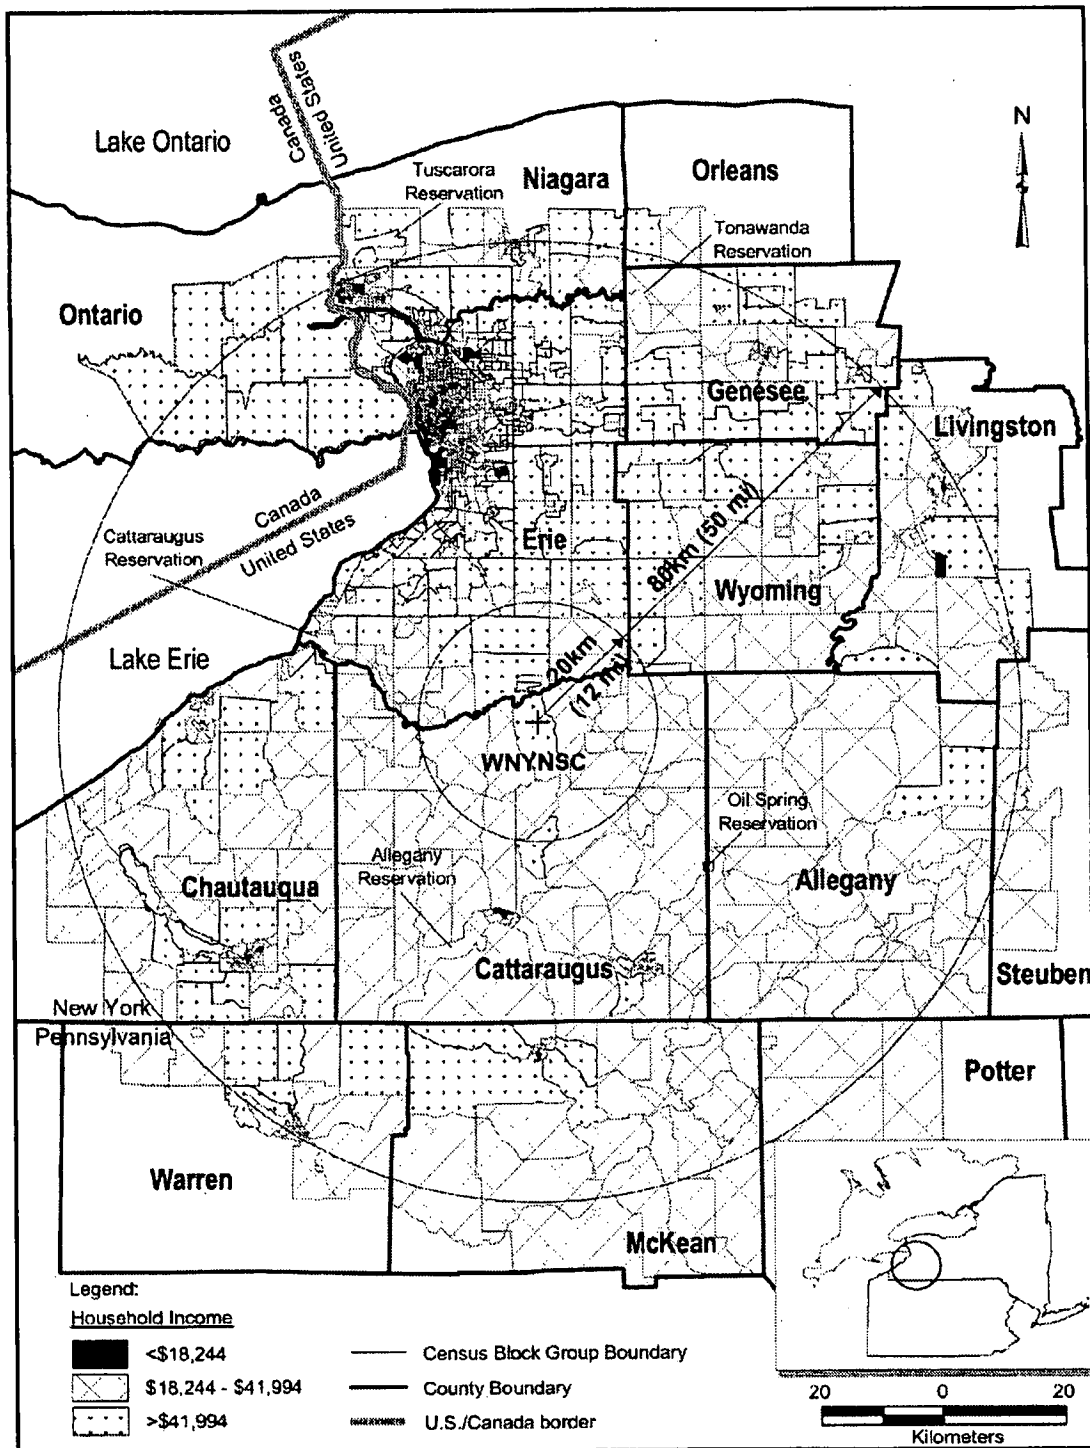 Canada
United States
N
Lake Ontario
Tuscarora
Reservation
Niagara
Orleans
Tonawanda
Reservation
Ontario
Genesee
Livingston
Canada
United States
Cattaraugus
Reservation
Erie
80km (50 mi)
Wyoming
Lake Erie
20km
(12 mi)
WNYNSC
Oil Spring
Reservation
Allegany
Reservation
Chautauqua
Allegany
Cattaraugus
Steuben
New York
Pennsylvania
Potter
Warren
McKean
Legend:
Household Income
<$18,244
$18,244 - $41,994
>$41,994
Census Block Group Boundary
County Boundary
U.S./Canada border
20 0 20
Kilometers